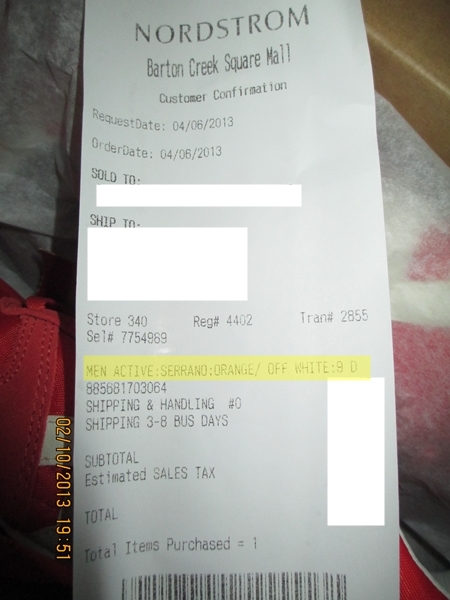 NORDSTROM
Barton Creek Square Mall
Customer Confirmation
RequestDate: 04/06/2013
OrderDate: 04/06/2013
SOLD TO:
SHIP TO:
Store 340 Reg# 4402 Tran# 2855
Sel# 7754969
MEN ACTIVE:SERRANO:ORANGE/ OFF WHITE:9 D
885681703064
SHIPPING & HANDLING #0
SHIPPING 3-8 BUS DAYS
SUBTOTAL
Estimated SALES TAX
TOTAL
Total Items Purchased = 1
02/10/2013 19:51